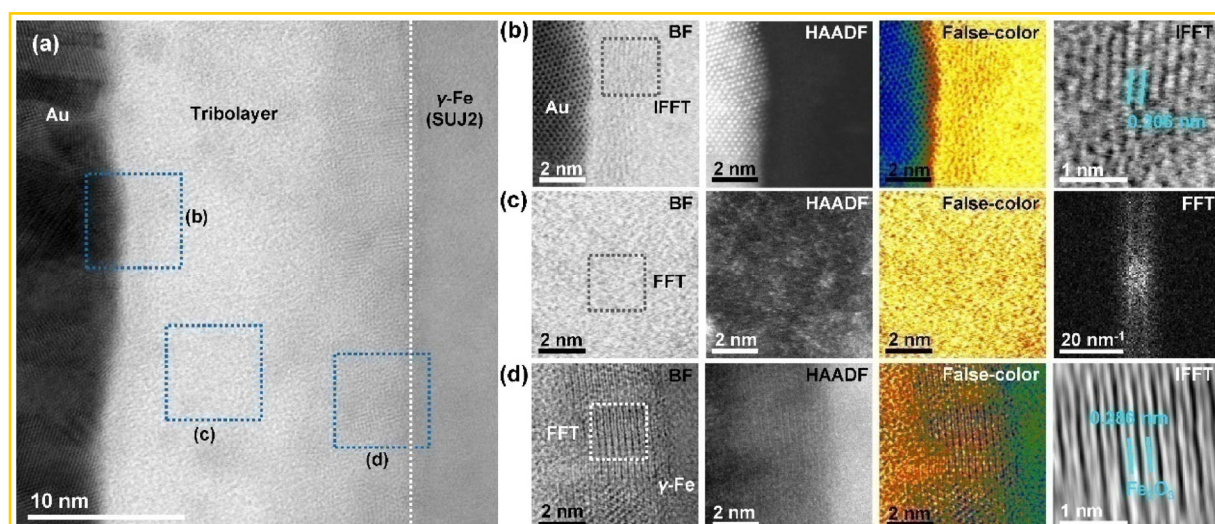 (a)
Au
Tribolayer
γ-Fe
(SUJ2)
(b)
(c)
(d)
10 nm
(b)
BF
Au
IFFT
2 nm
HAADF
2 nm
False-color
2 nm
IFFT
0.206 nm
1 nm
(c)
BF
FFT
2 nm
HAADF
2 nm
False-color
2 nm
FFT
20 nm⁻¹
(d)
BF
FFT
γ-Fe
2 nm
HAADF
2 nm
False-color
2 nm
IFFT
0.286 nm
1 nm